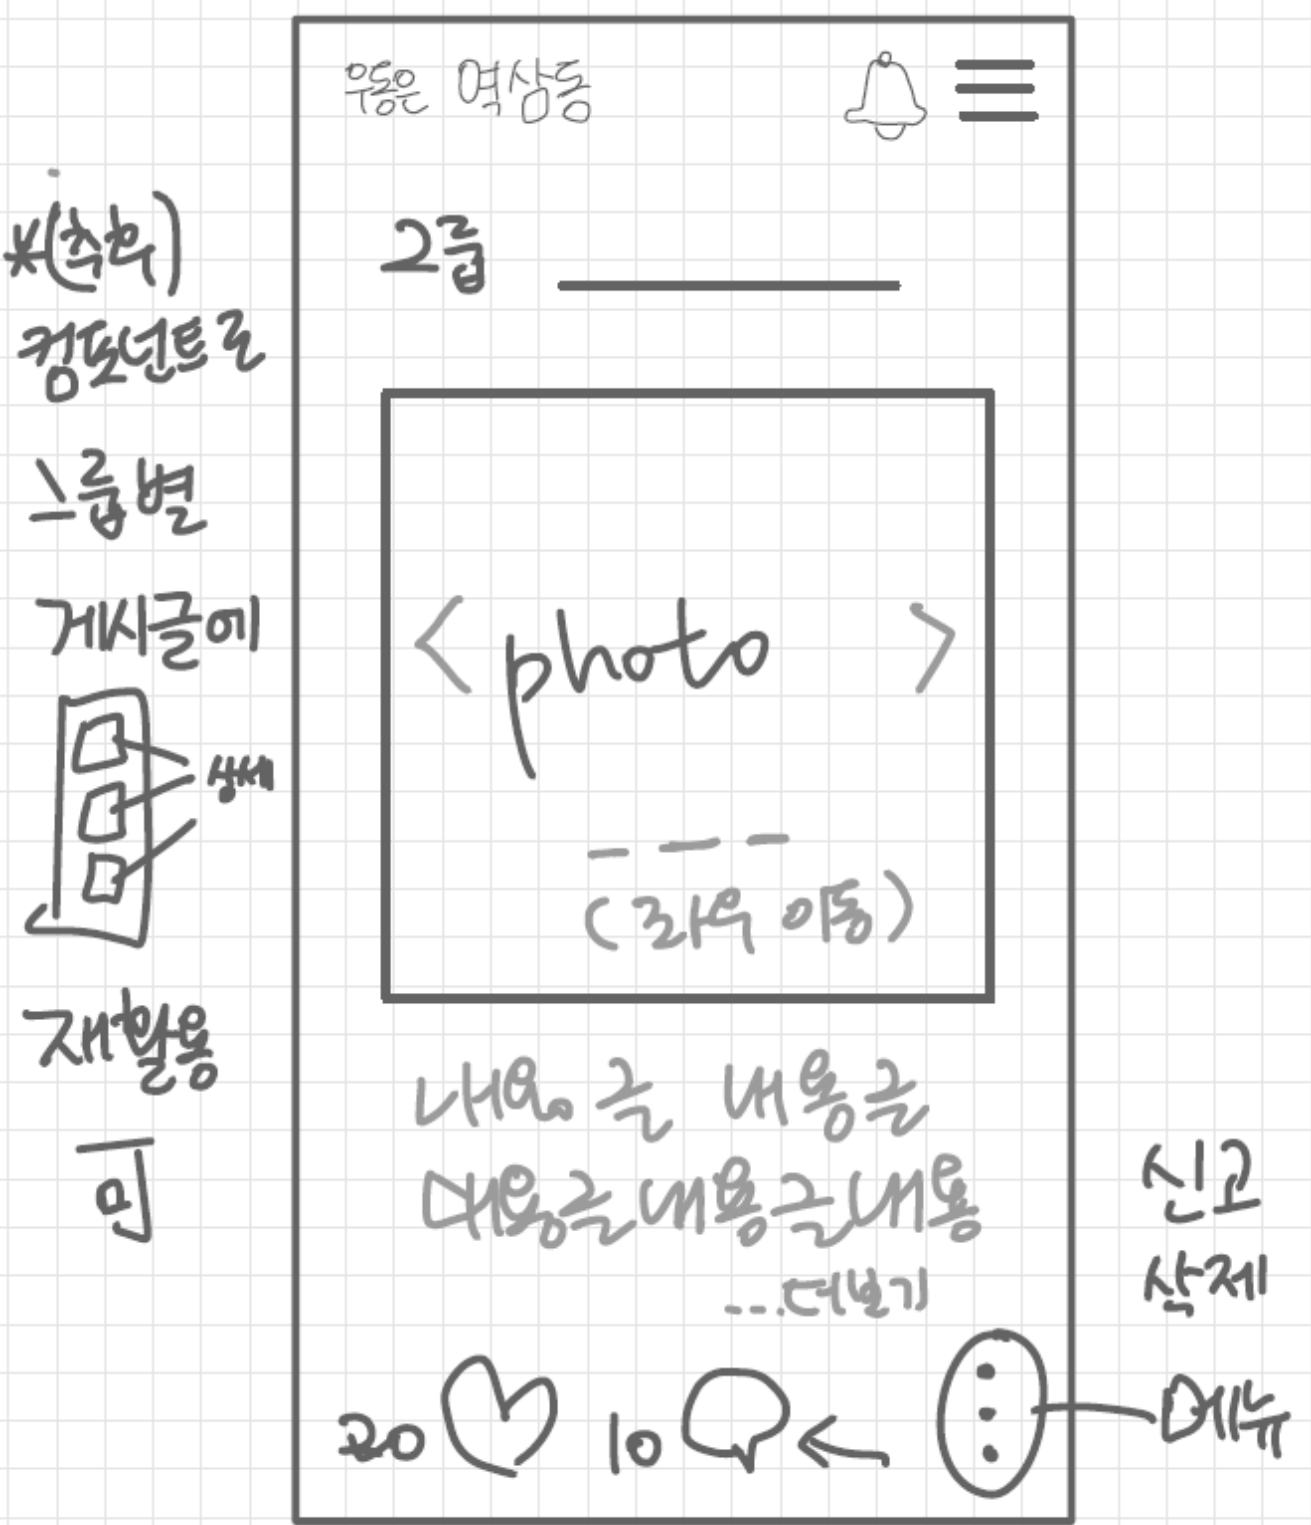 우동은 역삼동
그룹
*(추후)
컴포넌트로
그룹별
게시글에
상세
재활용
< photo >
(좌우 이동)
내용글 내용글
내용글내용글내용
...더보기
신고
삭제
20 10 메뉴